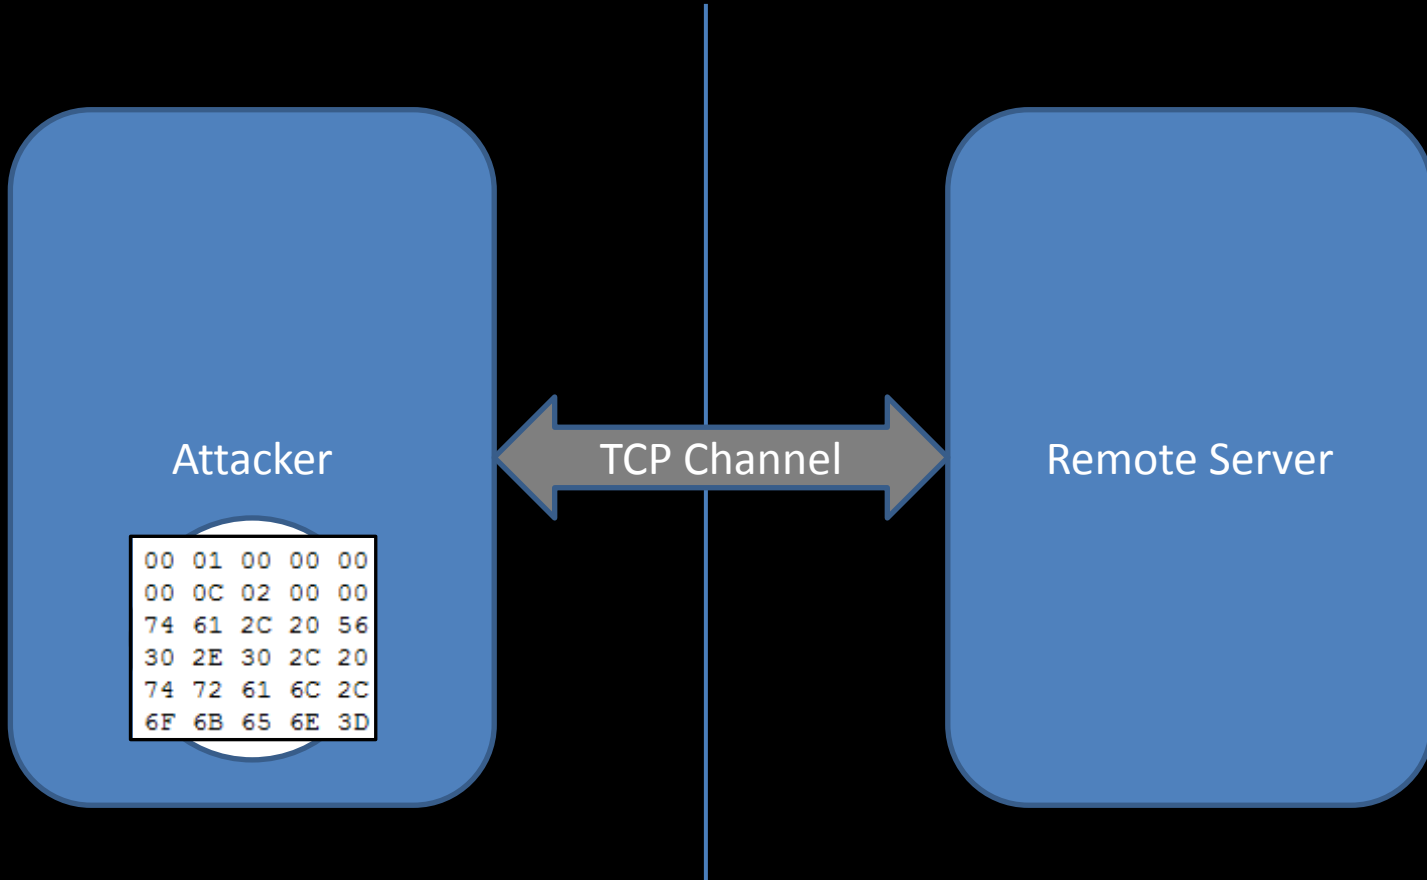 Attacker
TCP Channel
Remote Server
00 01 00 00 00
00 0C 02 00 00
74 61 2C 20 56
30 2E 30 2C 20
74 72 61 6C 2C
6F 6B 65 6E 3D